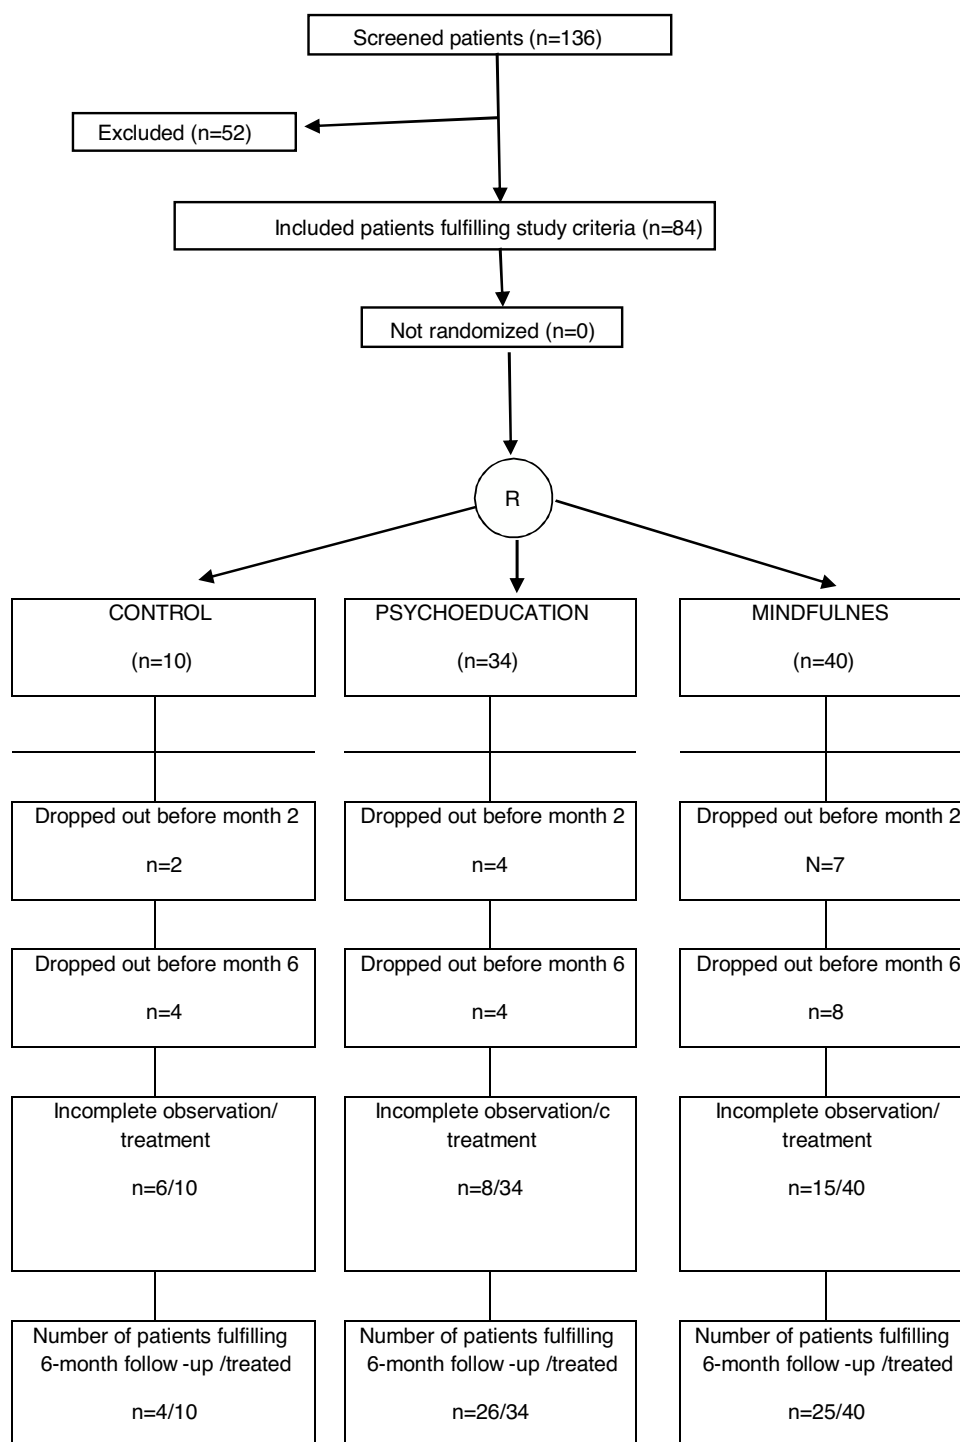 Screened patients (n=136)
Excluded (n=52)
Included patients fulfilling study criteria (n=84)
Not randomized (n=0)
R
CONTROL
(n=10)
PSYCHOEDUCATION
(n=34)
MINDFULNES
(n=40)
Dropped out before month 2
n=2
Dropped out before month 2
n=4
Dropped out before month 2
N=7
Dropped out before month 6
n=4
Dropped out before month 6
n=4
Dropped out before month 6
n=8
Incomplete observation/
treatment
n=6/10
Incomplete observation/c
treatment
n=8/34
Incomplete observation/
treatment
n=15/40
Number of patients fulfilling
6-month follow -up /treated
n=4/10
Number of patients fulfilling
6-month follow -up /treated
n=26/34
Number of patients fulfilling
6-month follow -up /treated
n=25/40